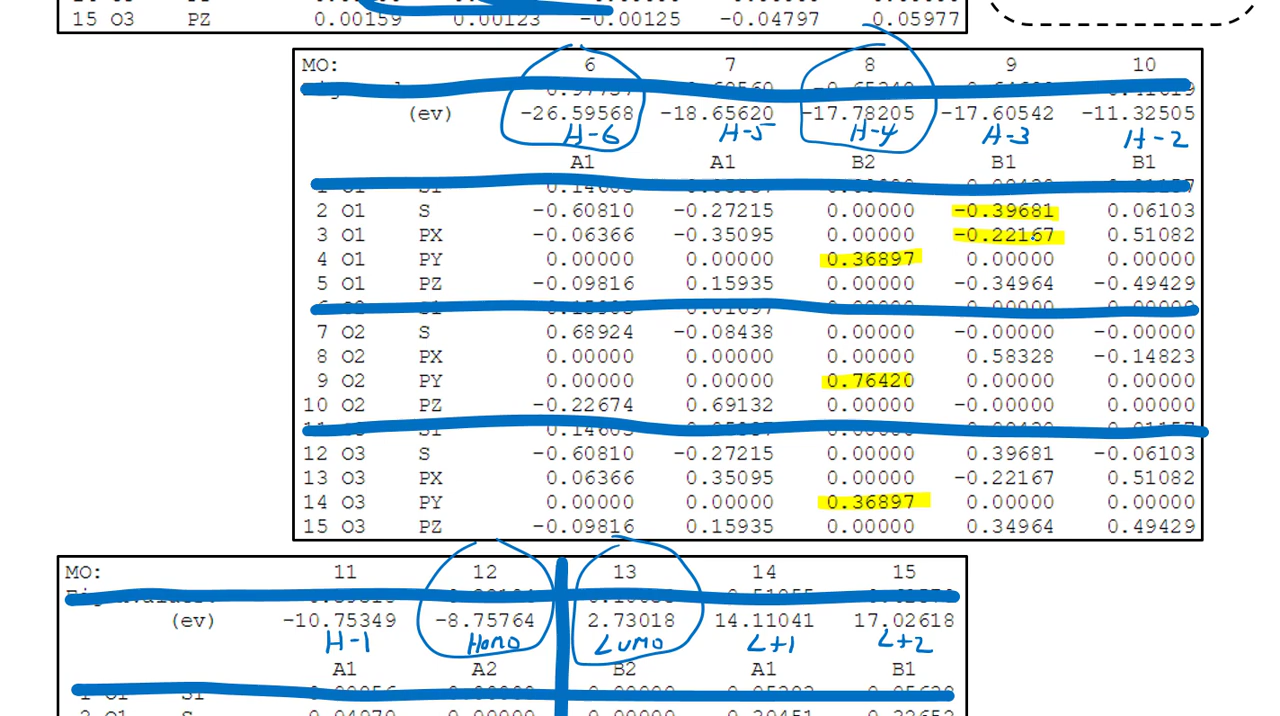 15 O3 PZ 0.00159 0.00123 -0.00125 -0.04797 0.05977
MO: 6 7 8 9 10
(ev) -26.59568 -18.65620 -17.78205 -17.60542 -11.32505
H-6 H-5 H-4 H-3 H-2
A1 A1 B2 B1 B1
2 O1 S -0.60810 -0.27215 0.00000 -0.39681 0.06103
3 O1 PX -0.06366 -0.35095 0.00000 -0.22167 0.51082
4 O1 PY 0.00000 0.00000 0.36897 0.00000 0.00000
5 O1 PZ -0.09816 0.15935 0.00000 -0.34964 -0.49429
7 O2 S 0.68924 -0.08438 0.00000 -0.00000 -0.00000
8 O2 PX 0.00000 0.00000 0.00000 0.58328 -0.14823
9 O2 PY 0.00000 0.00000 0.76420 0.00000 0.00000
10 O2 PZ -0.22674 0.69132 0.00000 -0.00000 0.00000
12 O3 S -0.60810 -0.27215 0.00000 0.39681 -0.06103
13 O3 PX 0.06366 0.35095 0.00000 -0.22167 0.51082
14 O3 PY 0.00000 0.00000 0.36897 0.00000 0.00000
15 O3 PZ -0.09816 0.15935 0.00000 0.34964 0.49429
MO: 11 12 13 14 15
(ev) -10.75349 -8.75764 2.73018 14.11041 17.02618
H-1 HOMO LUMO L+1 L+2
A1 A2 B2 A1 B1